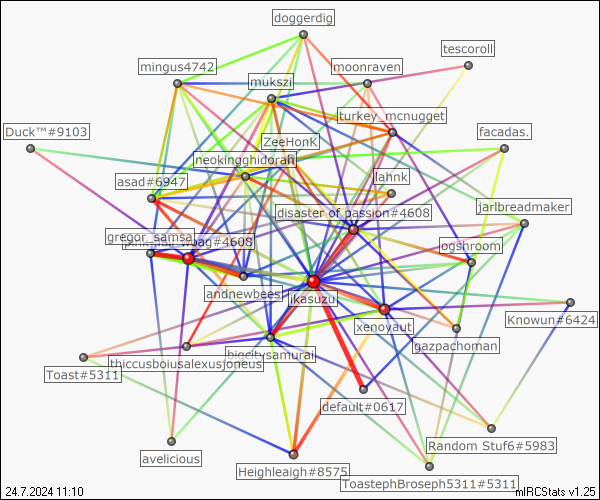 doggerdig
tescoroll
mingus4742
moonraven
mukszi
turkey_mcnugget
Duck™#9103
facadas.
ZeeHonk
neokingghidorah
asad#6947
lahnk
jarlbreadmaker
disaster of passion#4608
gregor_samsa
#4608
ogshroom
andnewbees
ikasuzu
Knowun#6424
xenoyaut
gazpachoman
bigcitysamurai
thiccusboiusalexusjoneus
Toast#5311
default#0617
Random Stuf6#5983
avelicious
Heighleaigh#8575
ToastephBroseph5311#5311
24.7.2024 11:10
mIRCStats v1.25